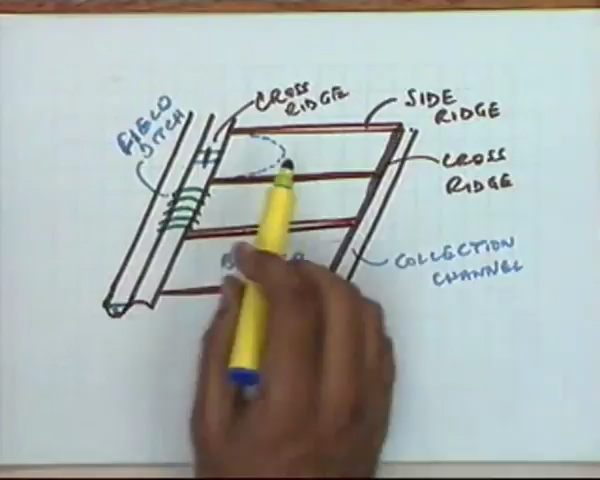 CROSS
RIDGE
SIDE
RIDGE
FIELD
DITCH
CROSS
RIDGE
COLLECTION
CHANNEL